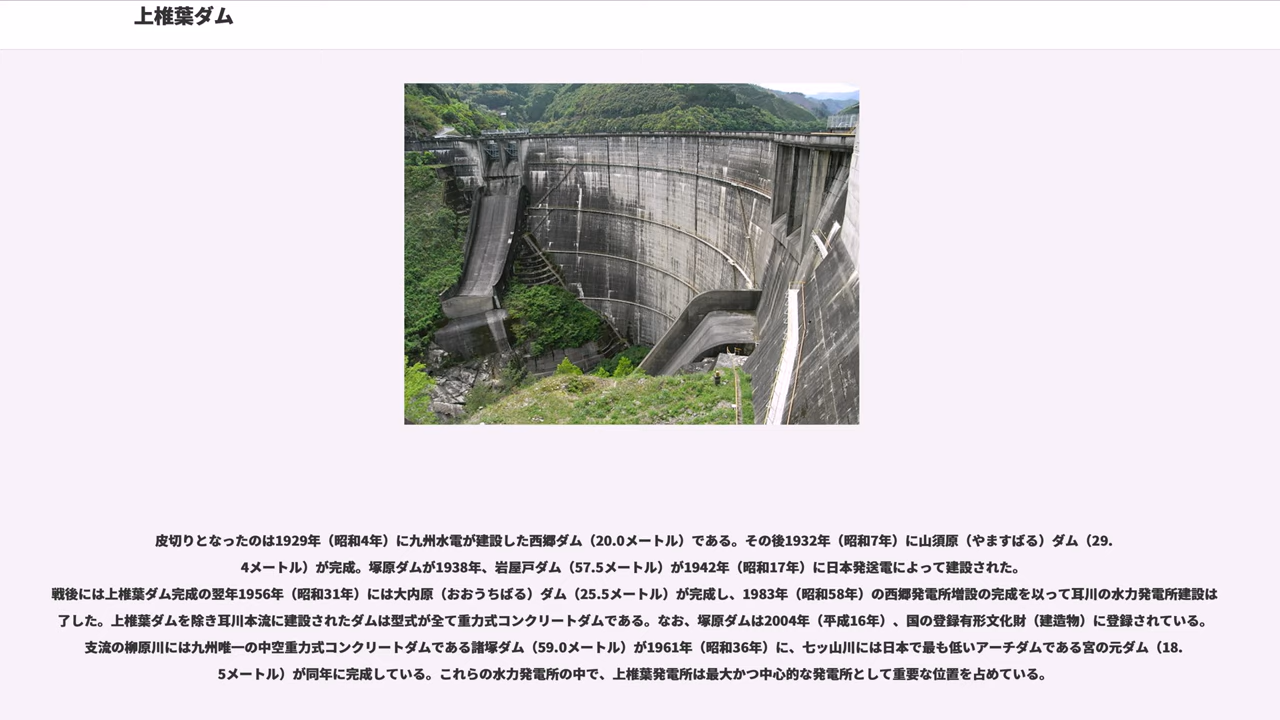 上椎葉ダム
皮切りとなったのは1929年（昭和4年）に九州水電が建設した西郷ダム（20.0メートル）である。その後1932年（昭和7年）に山須原（やますばる）ダム（29.
4メートル）が完成。塚原ダムが1938年、岩屋戸ダム（57.5メートル）が1942年（昭和17年）に日本発送電によって建設された。
戦後には上椎葉ダム完成の翌年1956年（昭和31年）には大内原（おおうちばる）ダム（25.5メートル）が完成し、1983年（昭和58年）の西郷発電所増設の完成を以って耳川の水力発電所建設は
了した。上椎葉ダムを除き耳川本流に建設されたダムは型式が全て重力式コンクリートダムである。なお、塚原ダムは2004年（平成16年）、国の登録有形文化財（建造物）に登録されている。
支流の柳原川には九州唯一の中空重力式コンクリートダムである諸塚ダム（59.0メートル）が1961年（昭和36年）に、七ッ山川には日本で最も低いアーチダムである宮の元ダム（18.
5メートル）が同年に完成している。これらの水力発電所の中で、上椎葉発電所は最大かつ中心的な発電所として重要な位置を占めている。